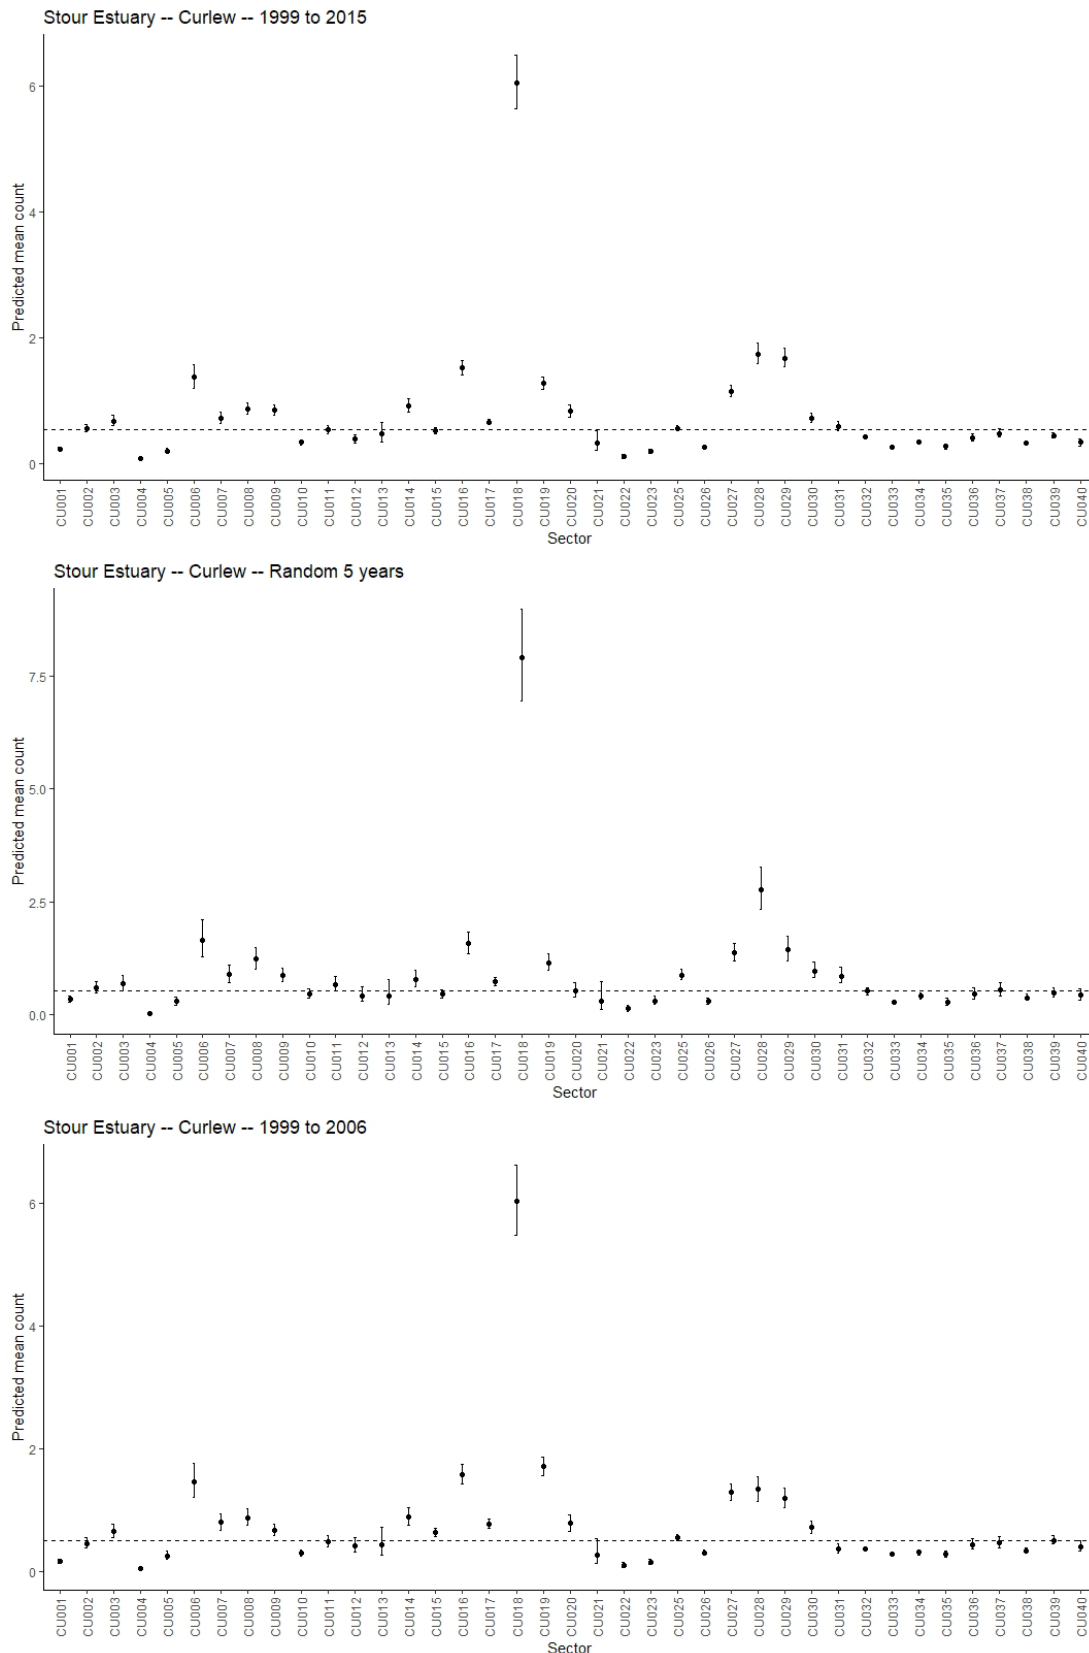 Stour Estuary -- Curlew -- 1999 to 2015
Predicted mean count
6
4
2
0
CU001 CU002 CU003 CU004 CU005 CU006 CU007 CU008 CU009 CU010 CU011 CU012 CU013 CU014 CU015 CU016 CU017 CU018 CU019 CU020 CU021 CU022 CU023 CU025 CU026 CU027 CU028 CU029 CU030 CU031 CU032 CU033 CU034 CU035 CU036 CU037 CU038 CU039 CU040
Sector
Stour Estuary -- Curlew -- Random 5 years
Predicted mean count
7.5
5.0
2.5
0.0
CU001 CU002 CU003 CU004 CU005 CU006 CU007 CU008 CU009 CU010 CU011 CU012 CU013 CU014 CU015 CU016 CU017 CU018 CU019 CU020 CU021 CU022 CU023 CU025 CU026 CU027 CU028 CU029 CU030 CU031 CU032 CU033 CU034 CU035 CU036 CU037 CU038 CU039 CU040
Sector
Stour Estuary -- Curlew -- 1999 to 2006
Predicted mean count
6
4
2
0
CU001 CU002 CU003 CU004 CU005 CU006 CU007 CU008 CU009 CU010 CU011 CU012 CU013 CU014 CU015 CU016 CU017 CU018 CU019 CU020 CU021 CU022 CU023 CU025 CU026 CU027 CU028 CU029 CU030 CU031 CU032 CU033 CU034 CU035 CU036 CU037 CU038 CU039 CU040
Sector